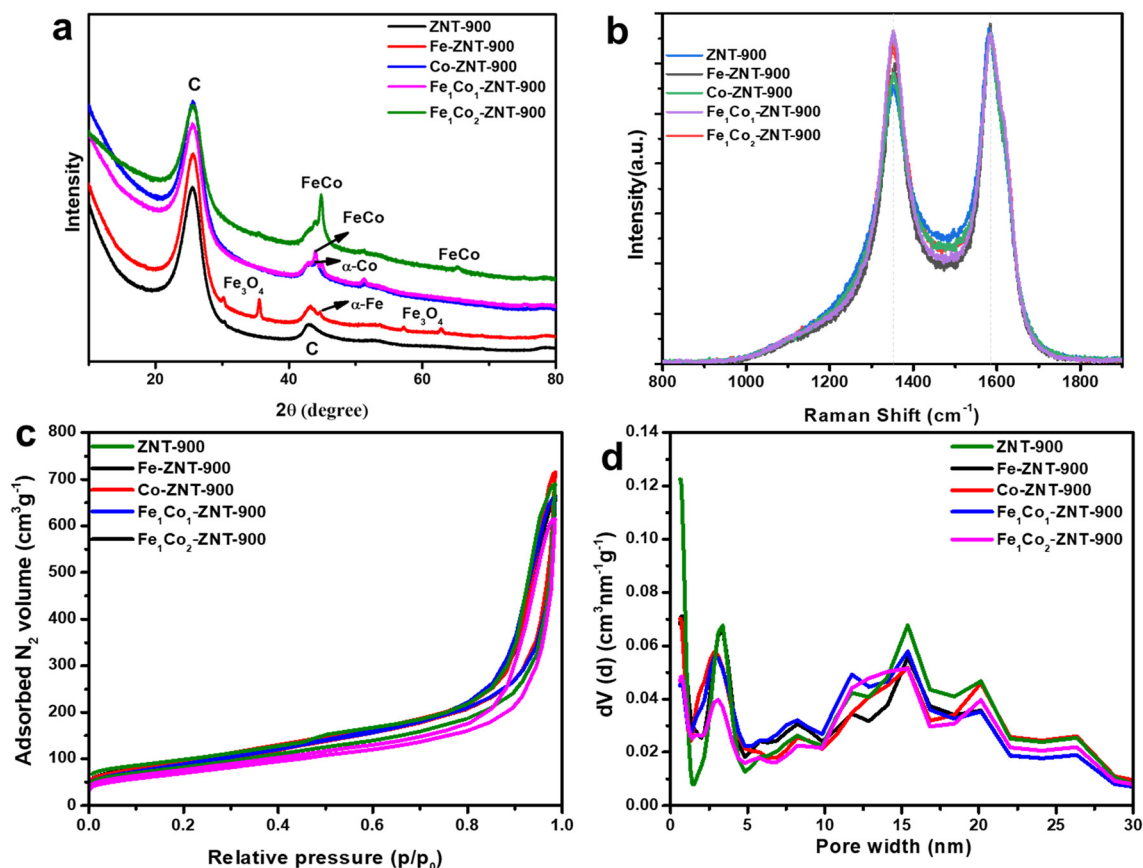 a
ZNT-900
Fe-ZNT-900
Co-ZNT-900
Fe₁Co₁-ZNT-900
Fe₁Co₂-ZNT-900
C
FeCo
FeCo
FeCo
α-Co
Fe₃O₄
α-Fe
Fe₃O₄
C
Intensity
20 40 60 80
2θ (degree)
b
ZNT-900
Fe-ZNT-900
Co-ZNT-900
Fe₁Co₁-ZNT-900
Fe₁Co₂-ZNT-900
Intensity(a.u.)
800 1000 1200 1400 1600 1800
Raman Shift (cm⁻¹)
c
ZNT-900
Fe-ZNT-900
Co-ZNT-900
Fe₁Co₁-ZNT-900
Fe₁Co₂-ZNT-900
Adsorbed N₂ volume (cm³g⁻¹)
800
700
600
500
400
300
200
100
0
0.0 0.2 0.4 0.6 0.8 1.0
Relative pressure (p/p₀)
d
ZNT-900
Fe-ZNT-900
Co-ZNT-900
Fe₁Co₁-ZNT-900
Fe₁Co₂-ZNT-900
dV (d) (cm³nm⁻¹g⁻¹)
0.14
0.12
0.10
0.08
0.06
0.04
0.02
0.00
0 5 10 15 20 25 30
Pore width (nm)